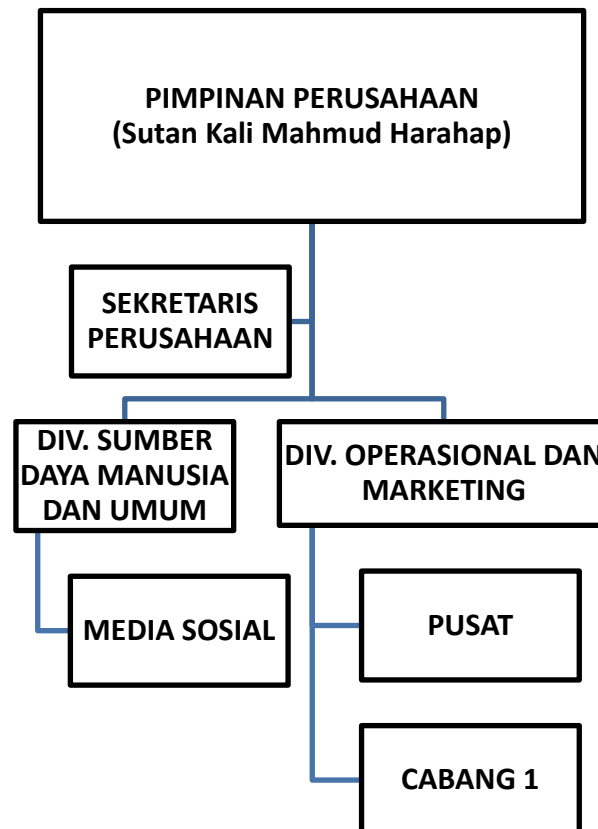 PIMPINAN PERUSAHAAN
(Sutan Kali Mahmud Harahap)
SEKRETARIS
PERUSAHAAN
DIV. SUMBER
DAYA MANUSIA
DAN UMUM
DIV. OPERASIONAL DAN
MARKETING
MEDIA SOSIAL
PUSAT
CABANG 1